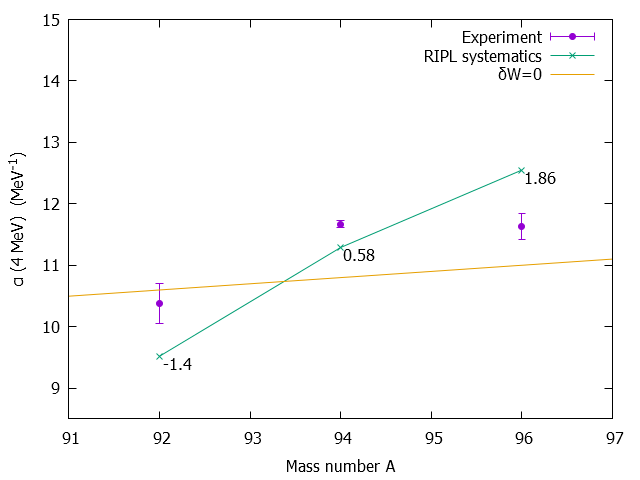 15
14
13
12
11
10
9
a (4 MeV) (MeV⁻¹)
Experiment
RIPL systematics
δW=0
1.86
0.58
-1.4
91 92 93 94 95 96 97
Mass number A